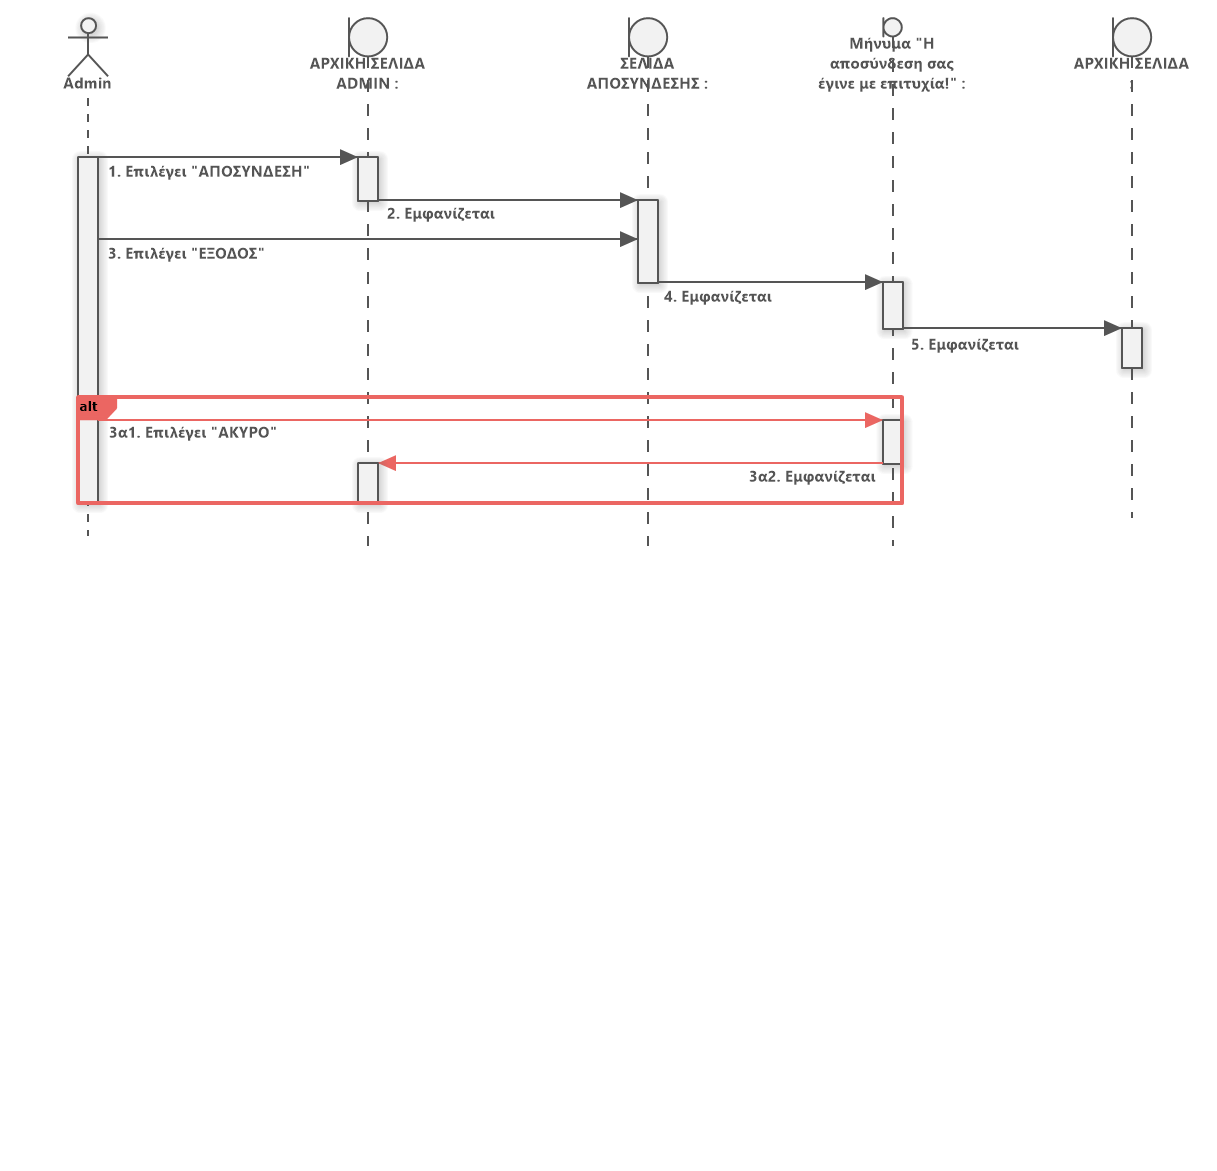 Admin
ΑΡΧΙΚΗ ΣΕΛΙΔΑ
ADMIN :
ΣΕΛΙΔΑ
ΑΠΟΣΥΝΔΕΣΗΣ :
Μήνυμα "Η
αποσύνδεση σας
έγινε με επιτυχία!" :
ΑΡΧΙΚΗ ΣΕΛΙΔΑ
:
1. Επιλέγει "ΑΠΟΣΥΝΔΕΣΗ"
2. Εμφανίζεται
3. Επιλέγει "ΕΞΟΔΟΣ"
4. Εμφανίζεται
5. Εμφανίζεται
alt
3α1. Επιλέγει "ΑΚΥΡΟ"
3α2. Εμφανίζεται